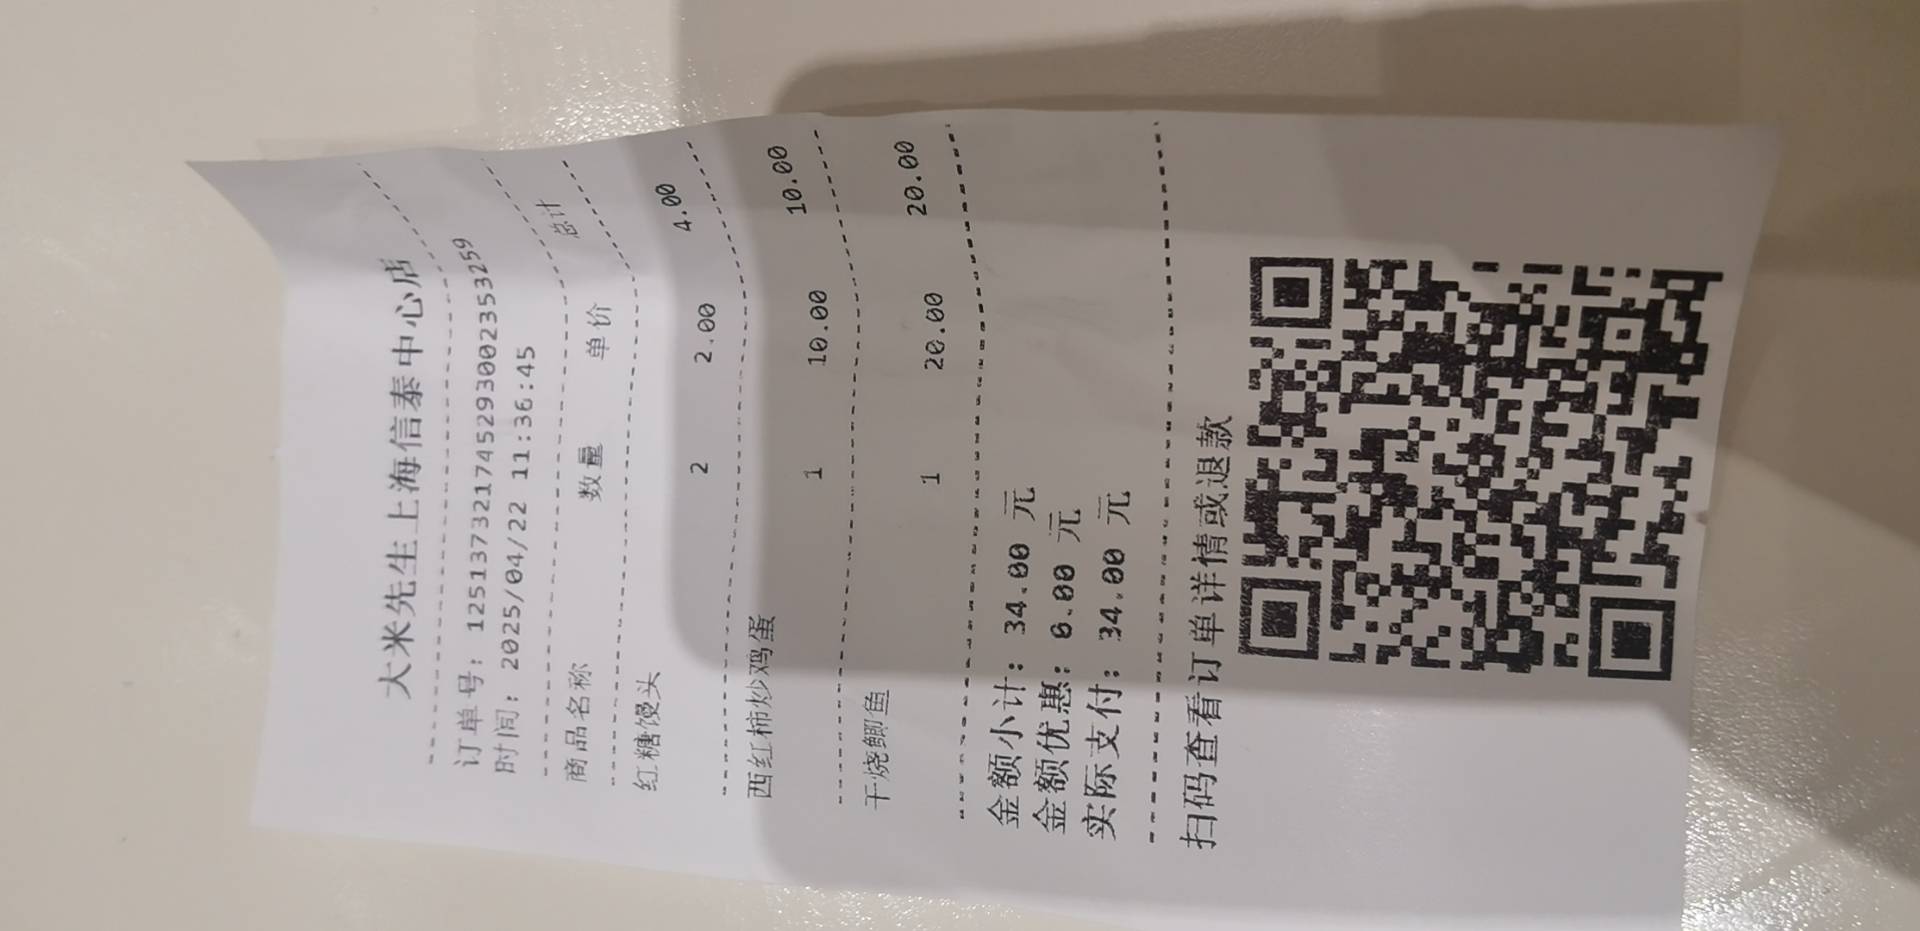 大米先生上海信泰中心店
订单号: 1251373217452930023532​59
时间: 2025/04/22 11:36:45
商品名称 数量 单价 总计
红糖馒头
2 2.00 4.00
西红柿炒鸡蛋
1 10.00 10.00
干烧鲫鱼
1 20.00 20.00
金额小计: 34.00 元
金额优惠: 0.00 元
实际支付: 34.00 元
扫码查看订单详情或退款